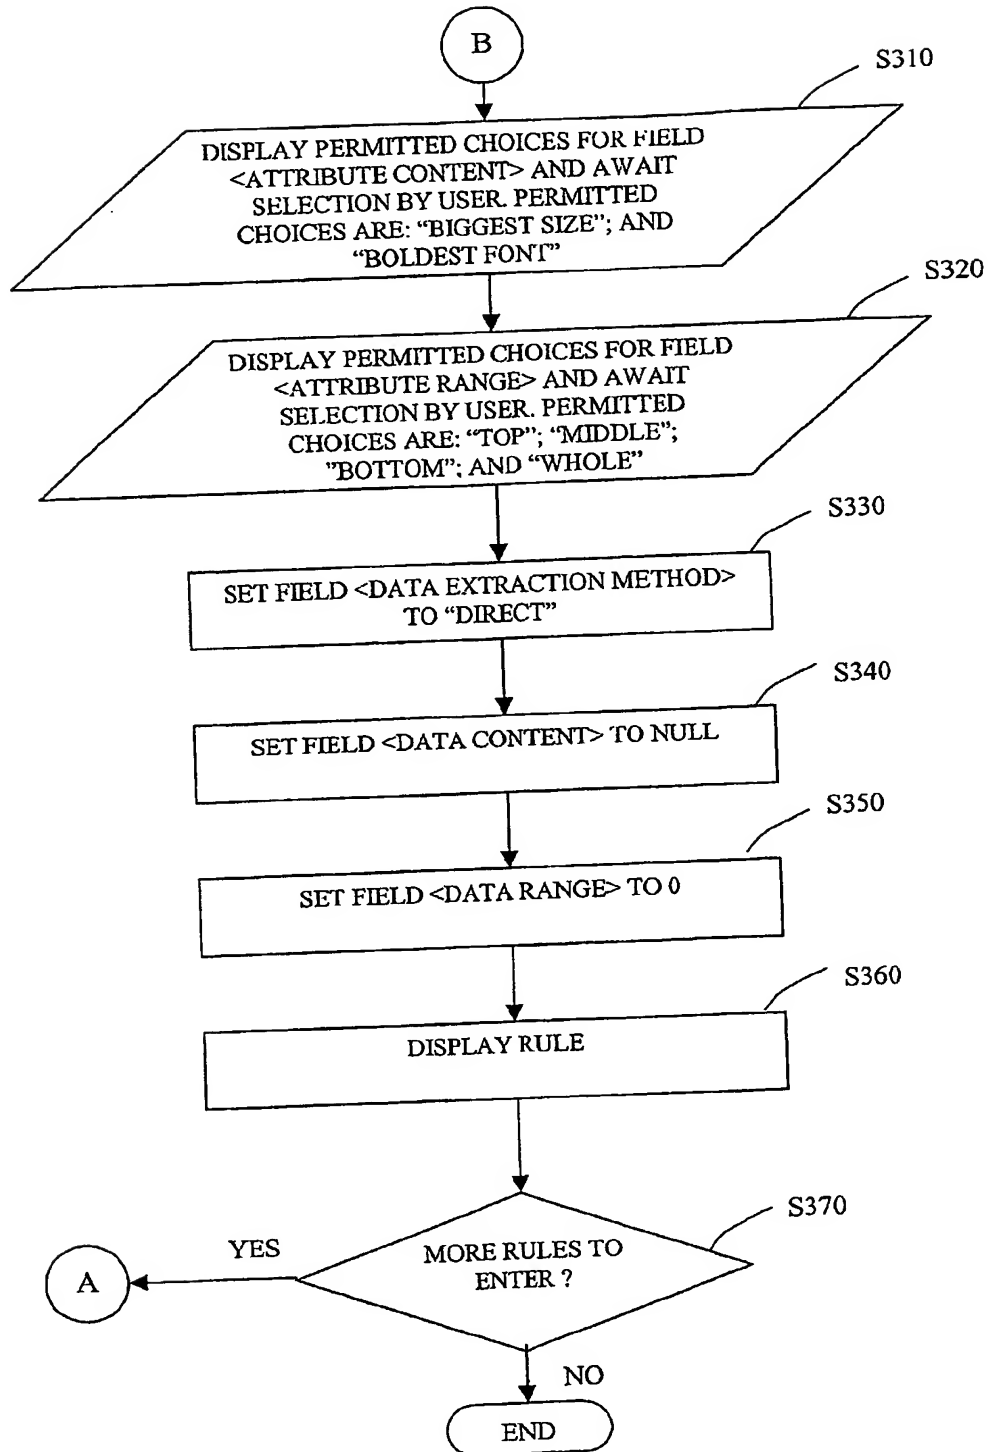 B
S310
DISPLAY PERMITTED CHOICES FOR FIELD
<ATTRIBUTE CONTENT> AND AWAIT
SELECTION BY USER. PERMITTED
CHOICES ARE: “BIGGEST SIZE”; AND
“BOLDEST FONT”
S320
DISPLAY PERMITTED CHOICES FOR FIELD
<ATTRIBUTE RANGE> AND AWAIT
SELECTION BY USER. PERMITTED
CHOICES ARE: “TOP”; “MIDDLE”;
”BOTTOM”; AND “WHOLE”
S330
SET FIELD <DATA EXTRACTION METHOD>
TO “DIRECT”
S340
SET FIELD <DATA CONTENT> TO NULL
S350
SET FIELD <DATA RANGE> TO 0
S360
DISPLAY RULE
S370
MORE RULES TO
ENTER ?
YES
A
NO
END